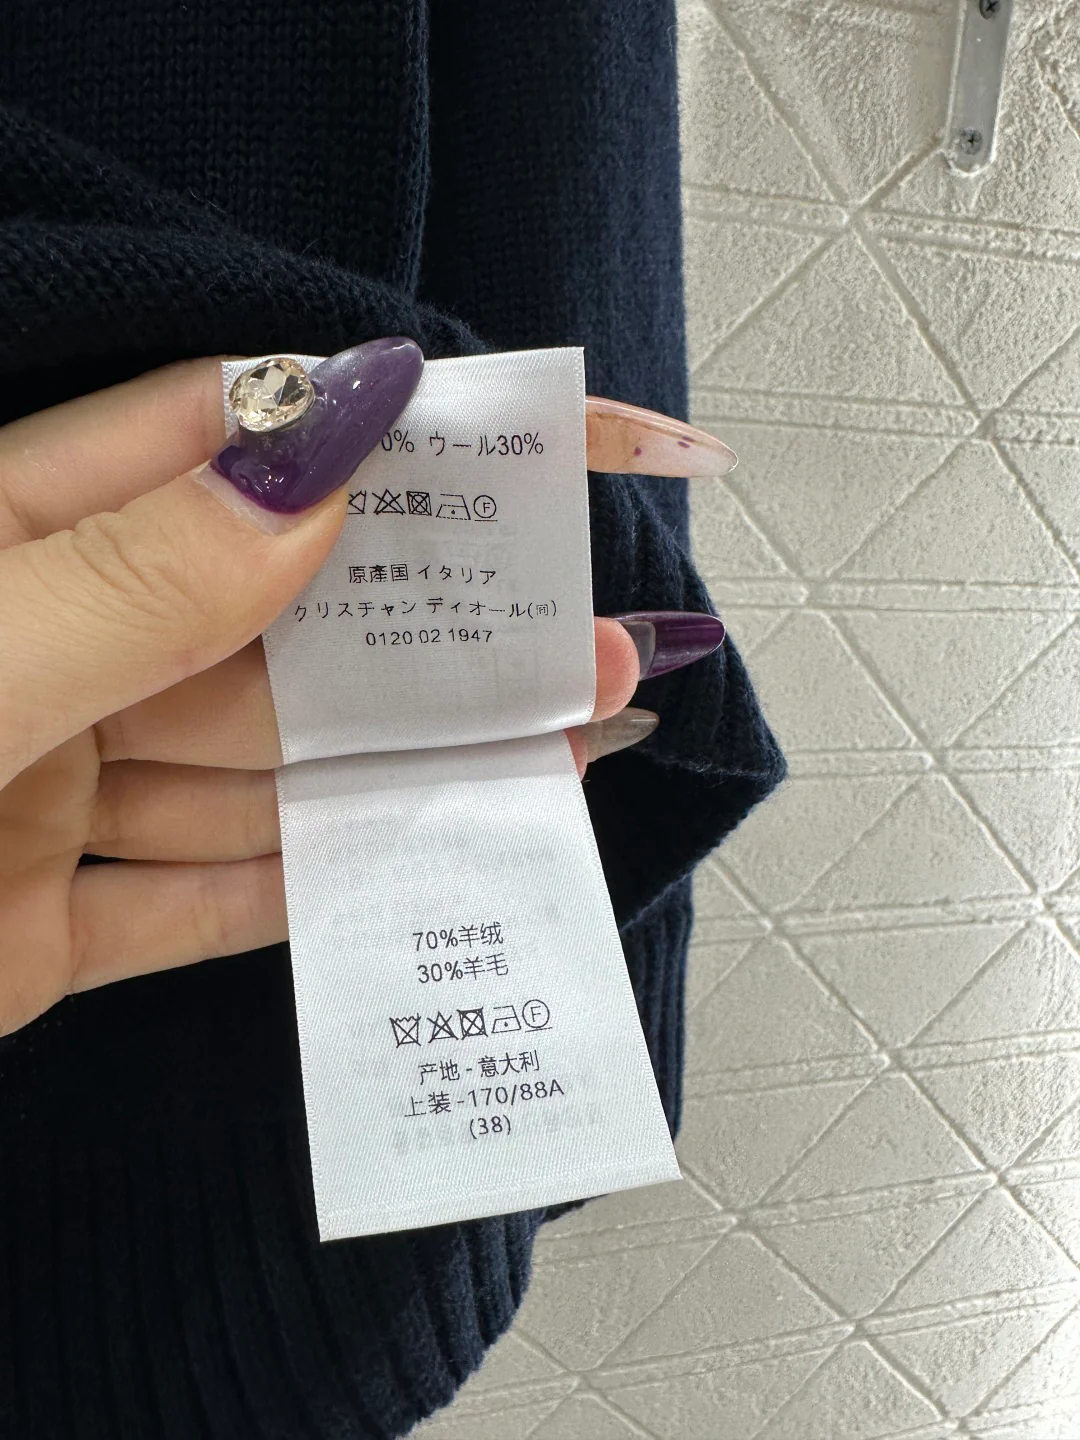 0% ウール30%
F
原產国 イタリア
クリスチャン ディオール(同)
0120 02 1947
70%羊绒
30%羊毛
F
产地 - 意大利
上装 -170/88A
(38)